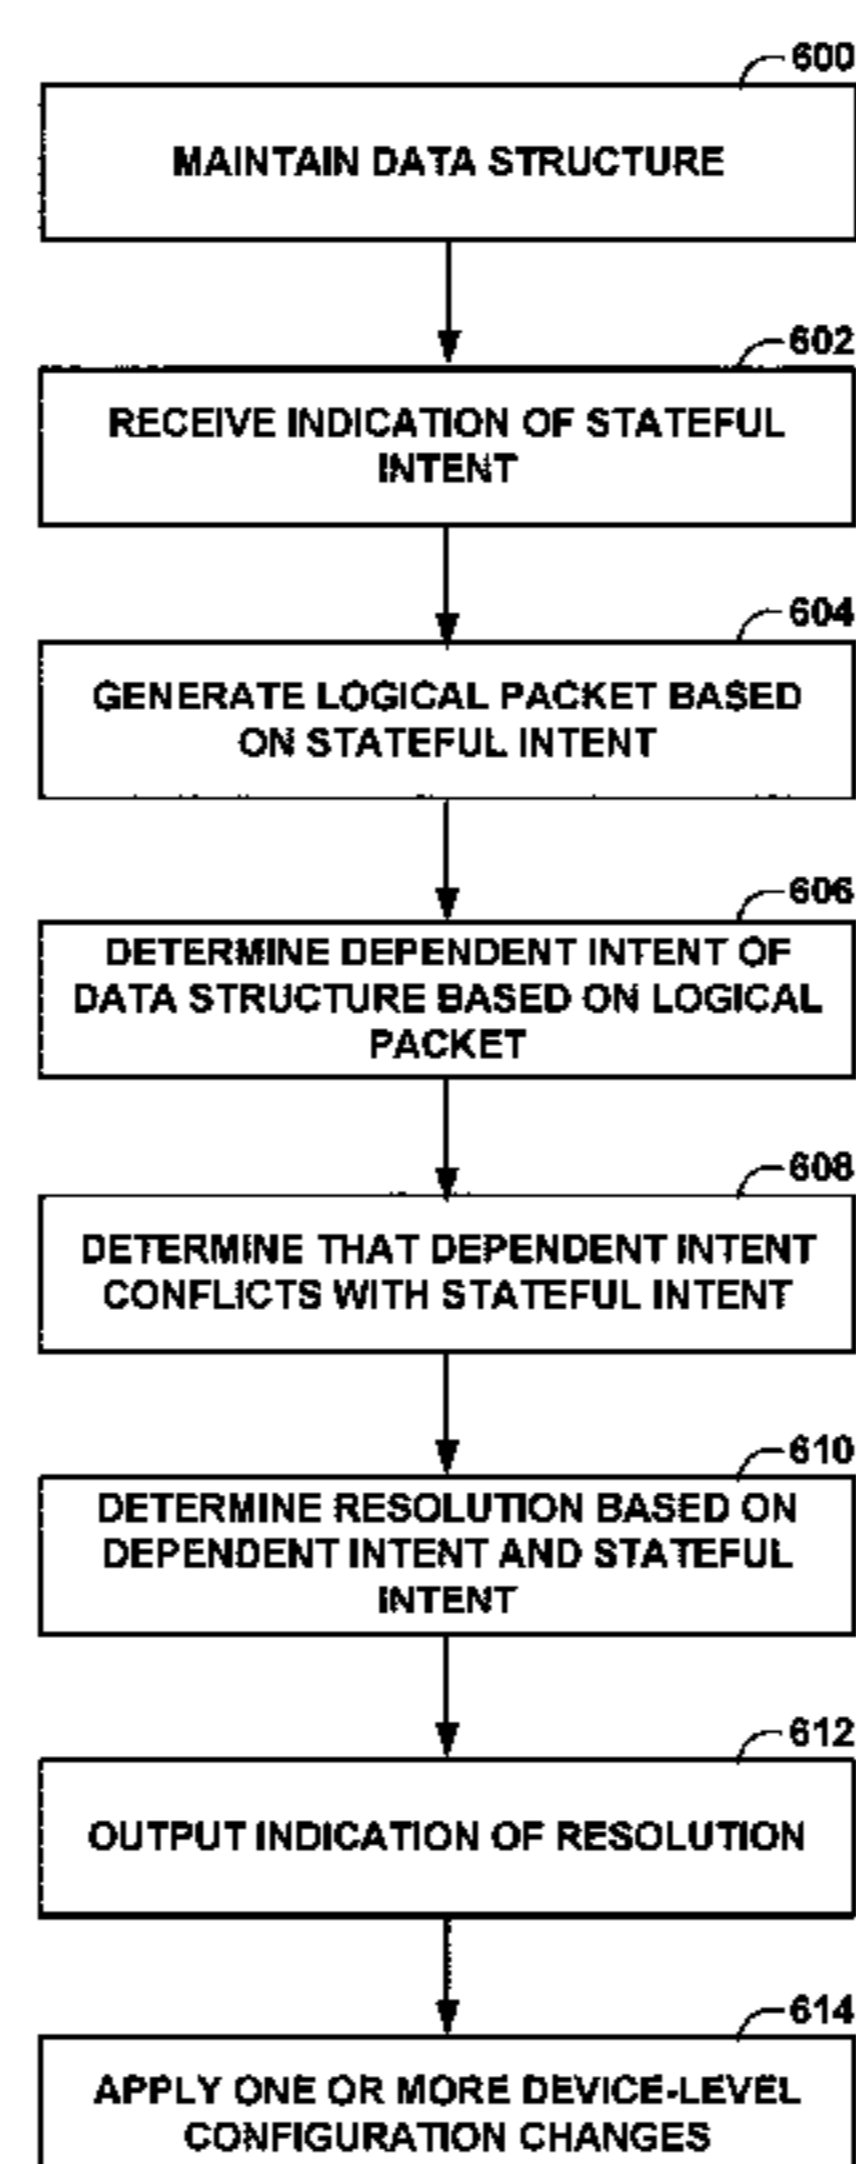 600
MAINTAIN DATA STRUCTURE
602
RECEIVE INDICATION OF STATEFUL
INTENT
604
GENERATE LOGICAL PACKET BASED
ON STATEFUL INTENT
606
DETERMINE DEPENDENT INTENT OF
DATA STRUCTURE BASED ON LOGICAL
PACKET
608
DETERMINE THAT DEPENDENT INTENT
CONFLICTS WITH STATEFUL INTENT
610
DETERMINE RESOLUTION BASED ON
DEPENDENT INTENT AND STATEFUL
INTENT
612
OUTPUT INDICATION OF RESOLUTION
614
APPLY ONE OR MORE DEVICE-LEVEL
CONFIGURATION CHANGES